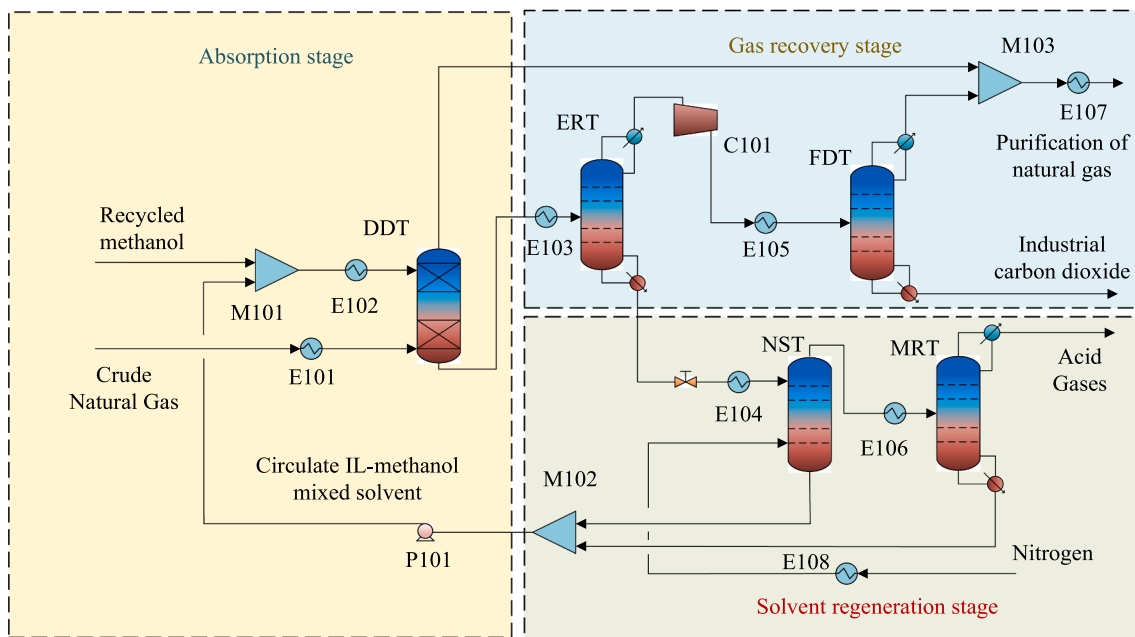 Absorption stage
Recycled
methanol
DDT
M101
E102
E101
Crude
Natural Gas
Circulate IL-methanol
mixed solvent
P101
Gas recovery stage
M103
ERT
C101
FDT
E107
Purification of
natural gas
E103
E105
Industrial
carbon dioxide
NST
MRT
Acid
Gases
E104
E106
M102
E108
Nitrogen
Solvent regeneration stage